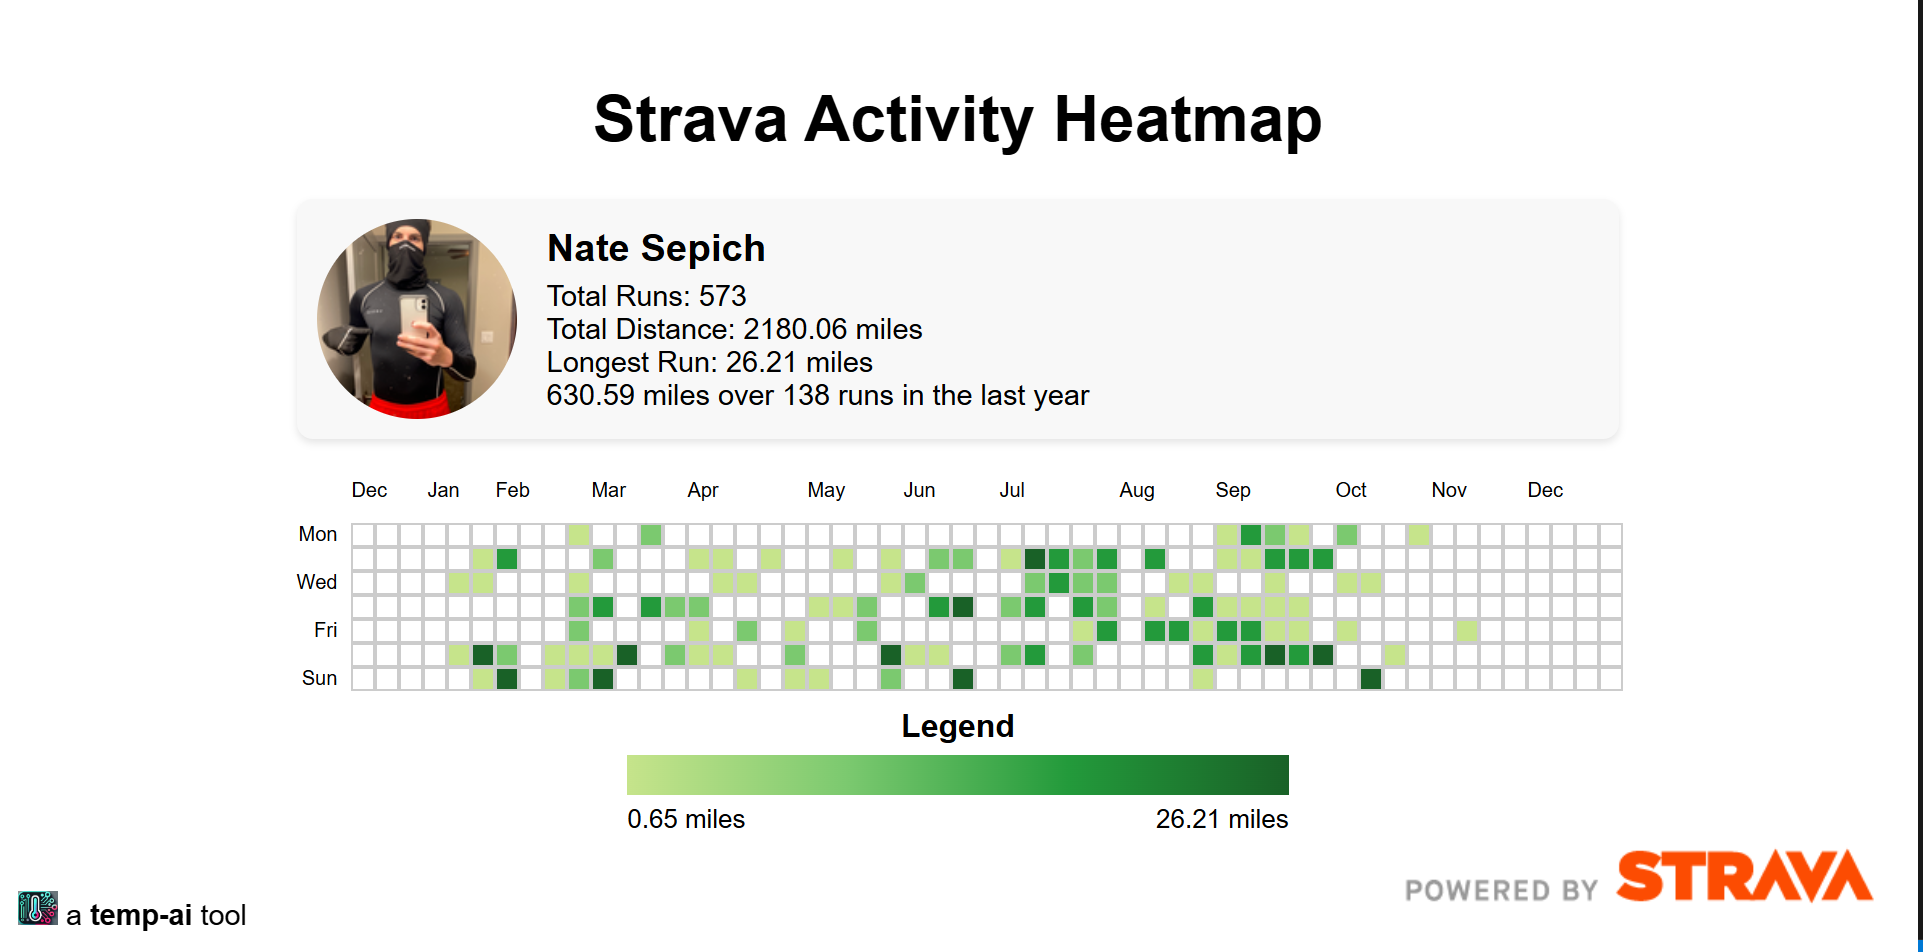 Strava Activity Heatmap
Nate Sepich
Total Runs: 573
Total Distance: 2180.06 miles
Longest Run: 26.21 miles
630.59 miles over 138 runs in the last year
Dec Jan Feb Mar Apr May Jun Jul Aug Sep Oct Nov Dec
Mon
Wed
Fri
Sun
Legend
0.65 miles 26.21 miles
POWERED BY STRAVA
a temp-ai tool